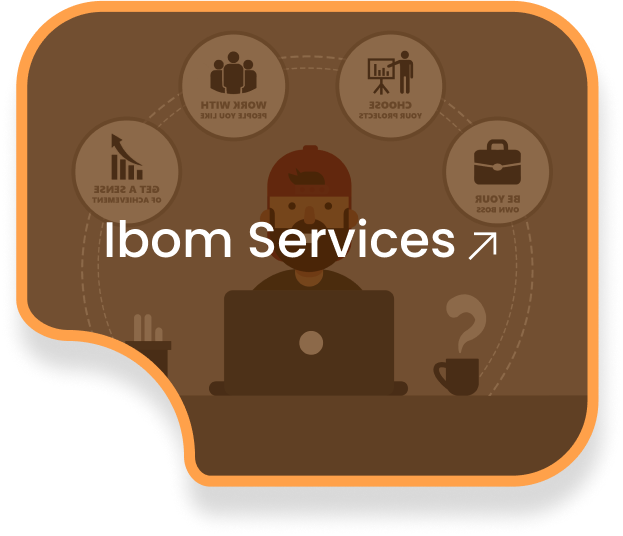 WORK WITH
PEOPLE YOU LIKE
CHOOSE
YOUR PROJECTS
GET A SENSE
OF ACHIEVEMENT
BE YOUR
OWN BOSS
Ibom Services